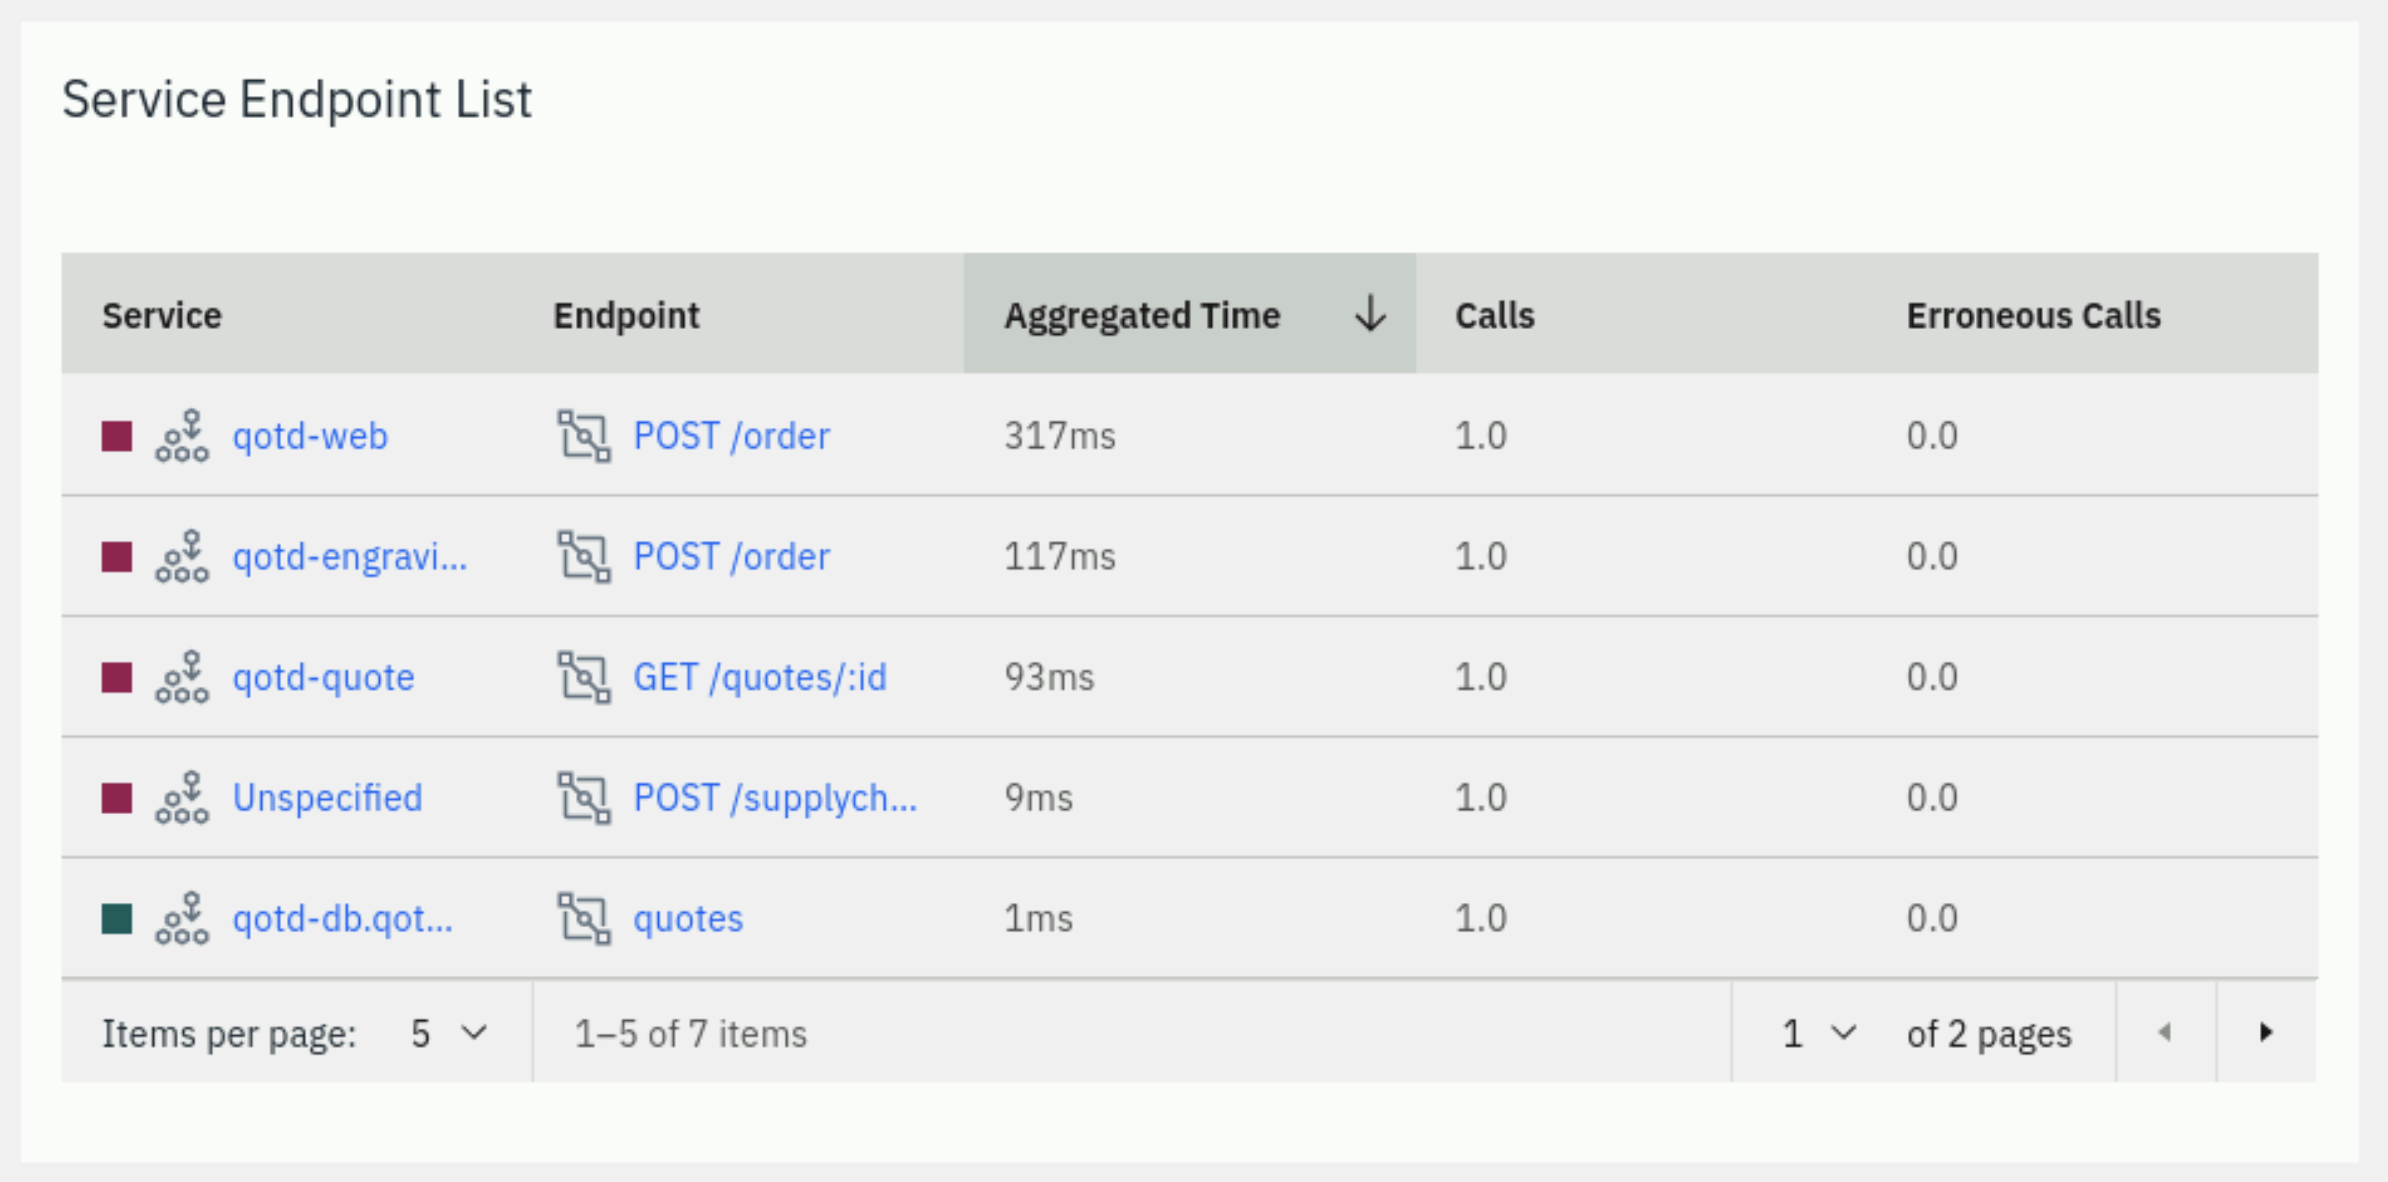 Service Endpoint List
Service Endpoint Aggregated Time Calls Erroneous Calls
qotd-web POST /order 317ms 1.0 0.0
qotd-engravi... POST /order 117ms 1.0 0.0
qotd-quote GET /quotes/:id 93ms 1.0 0.0
Unspecified POST /supplych... 9ms 1.0 0.0
qotd-db.qot... quotes 1ms 1.0 0.0
Items per page: 5 1–5 of 7 items 1 of 2 pages